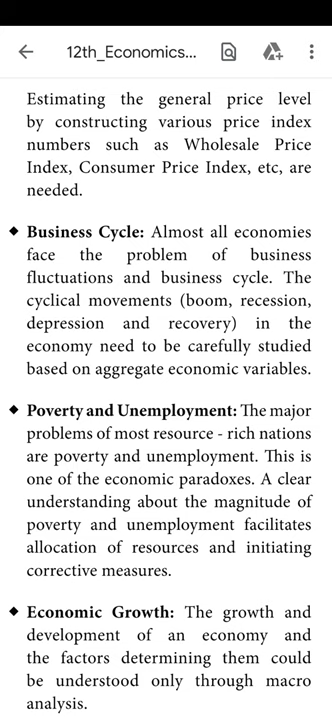 12th_Economics...
Estimating the general price level
by constructing various price index
numbers such as Wholesale Price
Index, Consumer Price Index, etc, are
needed.
◆ Business Cycle: Almost all economies
face the problem of business
fluctuations and business cycle. The
cyclical movements (boom, recession,
depression and recovery) in the
economy need to be carefully studied
based on aggregate economic variables.
◆ Poverty and Unemployment: The major
problems of most resource - rich nations
are poverty and unemployment. This is
one of the economic paradoxes. A clear
understanding about the magnitude of
poverty and unemployment facilitates
allocation of resources and initiating
corrective measures.
◆ Economic Growth: The growth and
development of an economy and
the factors determining them could
be understood only through macro
analysis.